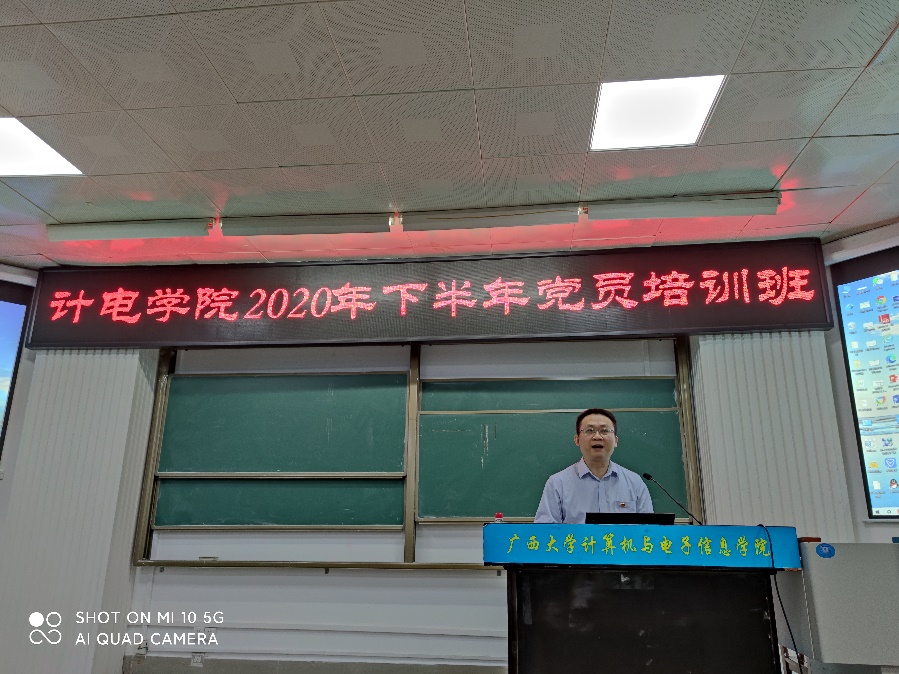 计电学院2020年下半年党员培训班
广西大学计算机与电子信息学院
SHOT ON MI 10 5G
AI QUAD CAMERA